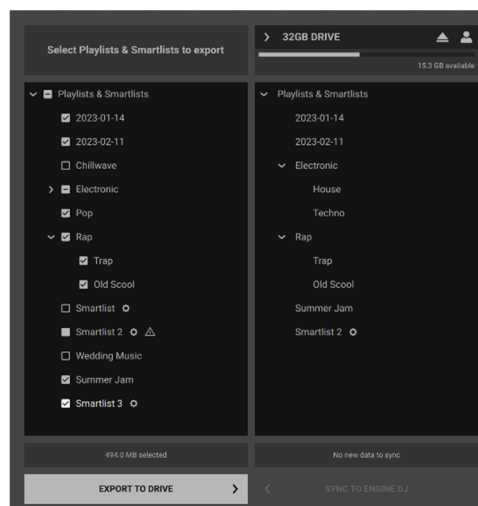 Select Playlists & Smartlists to export
Playlists & Smartlists
2023-01-14
2023-02-11
Chillwave
Electronic
Pop
Rap
Trap
Old Scool
Smartlist
Smartlist 2
Wedding Music
Summer Jam
Smartlist 3
494.0 MB selected
EXPORT TO DRIVE
32GB DRIVE
15.3 GB available
Playlists & Smartlists
2023-01-14
2023-02-11
Electronic
House
Techno
Rap
Trap
Old Scool
Summer Jam
Smartlist 2
No new data to sync
SYNC TO ENGINE DJ